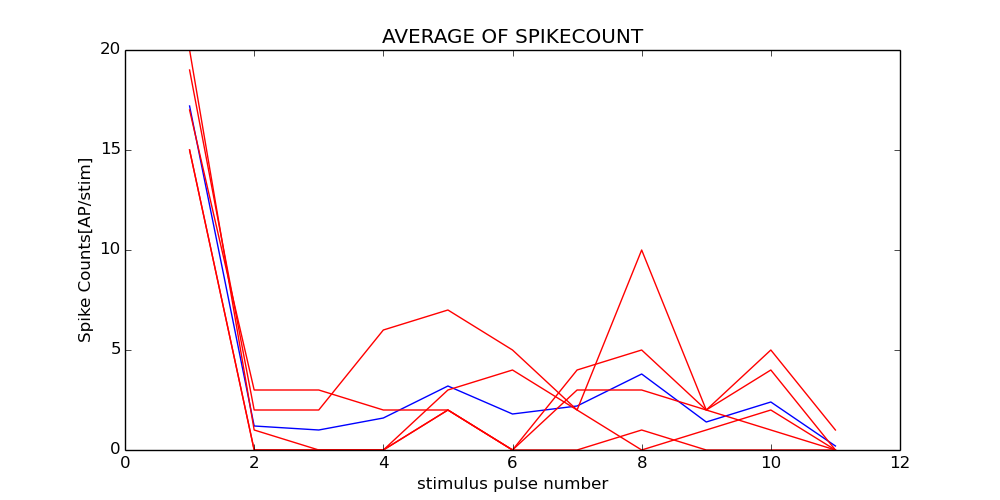 AVERAGE OF SPIKECOUNT
20
15
10
5
0
Spike Counts[AP/stim]
0 2 4 6 8 10 12
stimulus pulse number